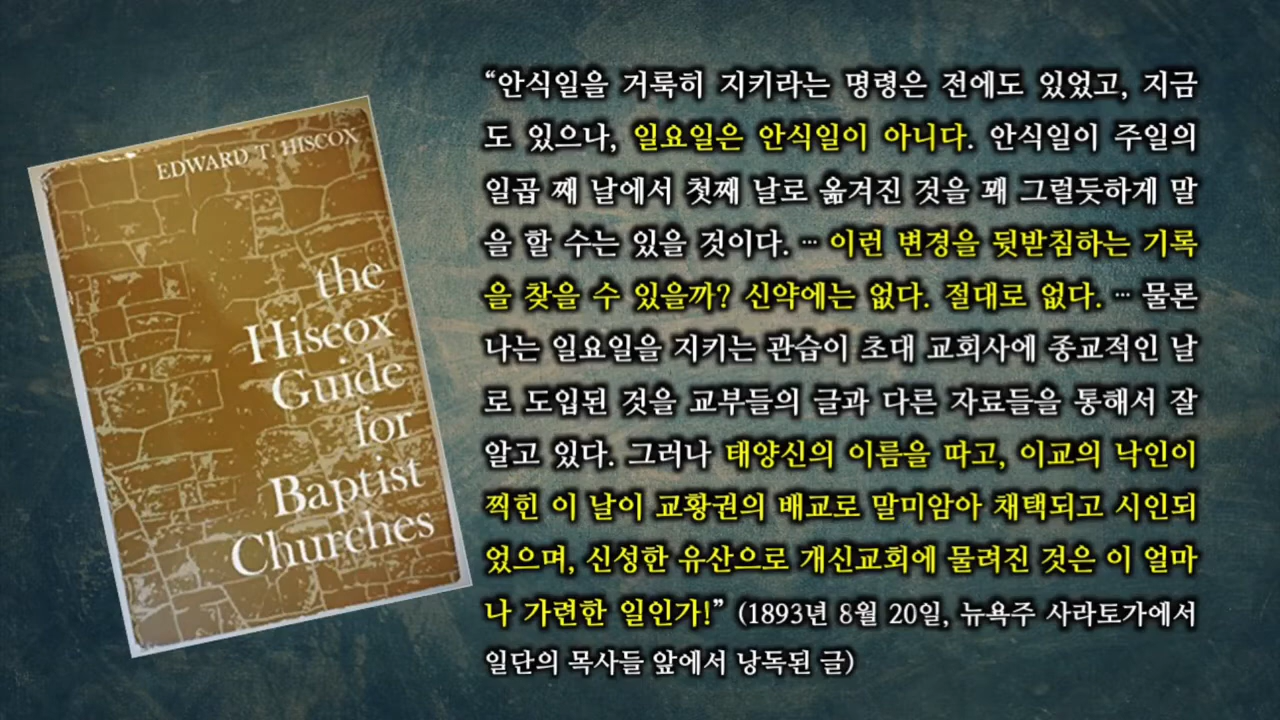 EDWARD T. HISCOX
the
Hiscox
Guide
for
Baptist
Churches
“안식일을 거룩히 지키라는 명령은 전에도 있었고, 지금
도 있으나, 일요일은 안식일이 아니다. 안식일이 주일의
일곱 째 날에서 첫째 날로 옮겨진 것을 꽤 그럴듯하게 말
을 할 수는 있을 것이다. … 이런 변경을 뒷받침하는 기록
을 찾을 수 있을까? 신약에는 없다. 절대로 없다. … 물론
나는 일요일을 지키는 관습이 초대 교회사에 종교적인 날
로 도입된 것을 교부들의 글과 다른 자료들을 통해서 잘
알고 있다. 그러나 태양신의 이름을 따고, 이교의 낙인이
찍힌 이 날이 교황권의 배교로 말미암아 채택되고 시인되
었으며, 신성한 유산으로 개신교회에 물려진 것은 이 얼마
나 가련한 일인가!” (1893년 8월 20일, 뉴욕주 사라토가에서
일단의 목사들 앞에서 낭독된 글)